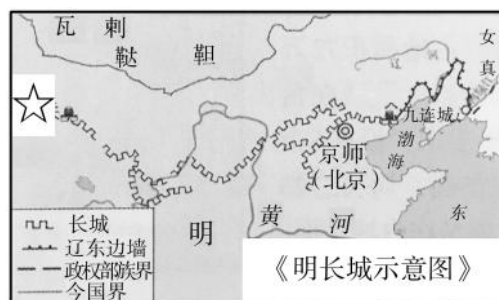 瓦剌
鞑靼
女真
九连城
渤海
京师
(北京)
明
黄河
东
长城
辽东边墙
政权部族界
今国界
《明长城示意图》